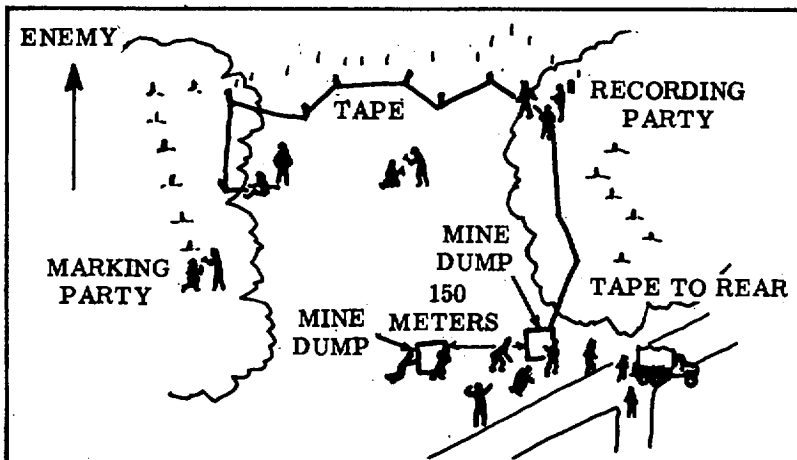 ENEMY
TAPE
RECORDING
PARTY
MARKING
PARTY
MINE
DUMP
150
METERS
MINE
DUMP
TAPE TO REAR